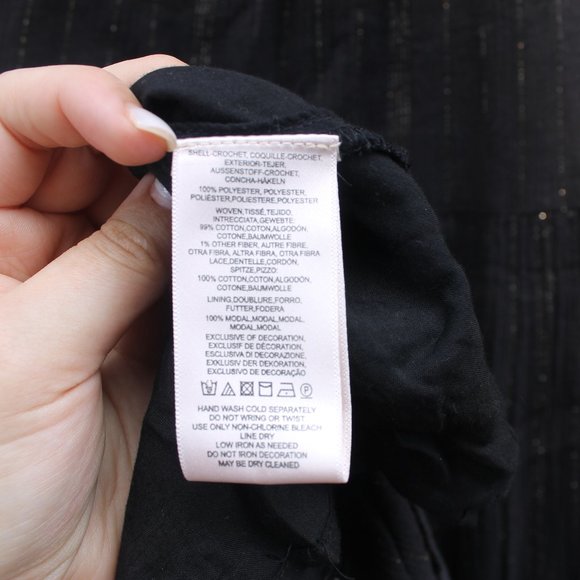 SHELL-CROCHET, COQUILLE-CROCHET,
EXTERIOR-TEJER,
AUSSENSTOFF-CROCHET,
CONCHA-HÄKELN
100% POLYESTER, POLYESTER,
POLIÉSTER,POLIESTERE,POLYESTER
WOVEN,TISSÉ,TEJIDO,
INTRECCIATA,GEWEBTE
99% COTTON,COTON,ALGODÓN,
COTONE,BAUMWOLLE
1% OTHER FIBER, AUTRE FIBRA,
OTRA FIBRA, ALTRA FIBRA, OTRA FIBRA
LACE,DENTELLE,CORDÓN,
SPITZE,PIZZO:
100% COTTON,COTON,ALGODÓN,
COTONE,BAUMWOLLE
LINING,DOUBLURE,FORRO,
FUTTER,FODERA
100% MODAL,MODAL,MODAL,
MODAL,MODAL
EXCLUSIVE OF DECORATION,
EXCLUSIF DE DÉCORATION,
ESCLUSIVA DI DECORAZIONE,
EXKLUSIV DER DEKORATION,
EXCLUSIVO DE DECORAÇÃO
HAND WASH COLD SEPARATELY
DO NOT WRING OR TWIST
USE ONLY NON-CHLORINE BLEACH
LINE DRY
LOW IRON AS NEEDED
DO NOT IRON DECORATION
MAY BE DRY CLEANED